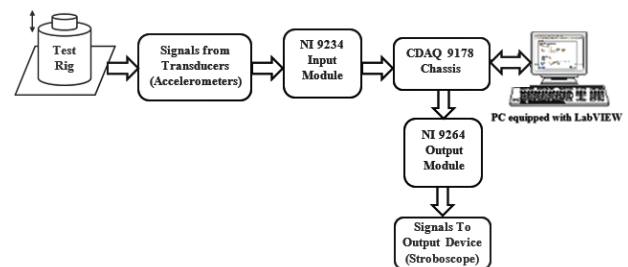 Test
Rig
Signals from
Transducers
(Accelerometers)
NI 9234
Input
Module
CDAQ 9178
Chassis
PC equipped with LabVIEW
NI 9264
Output
Module
Signals To
Output Device
(Stroboscope)